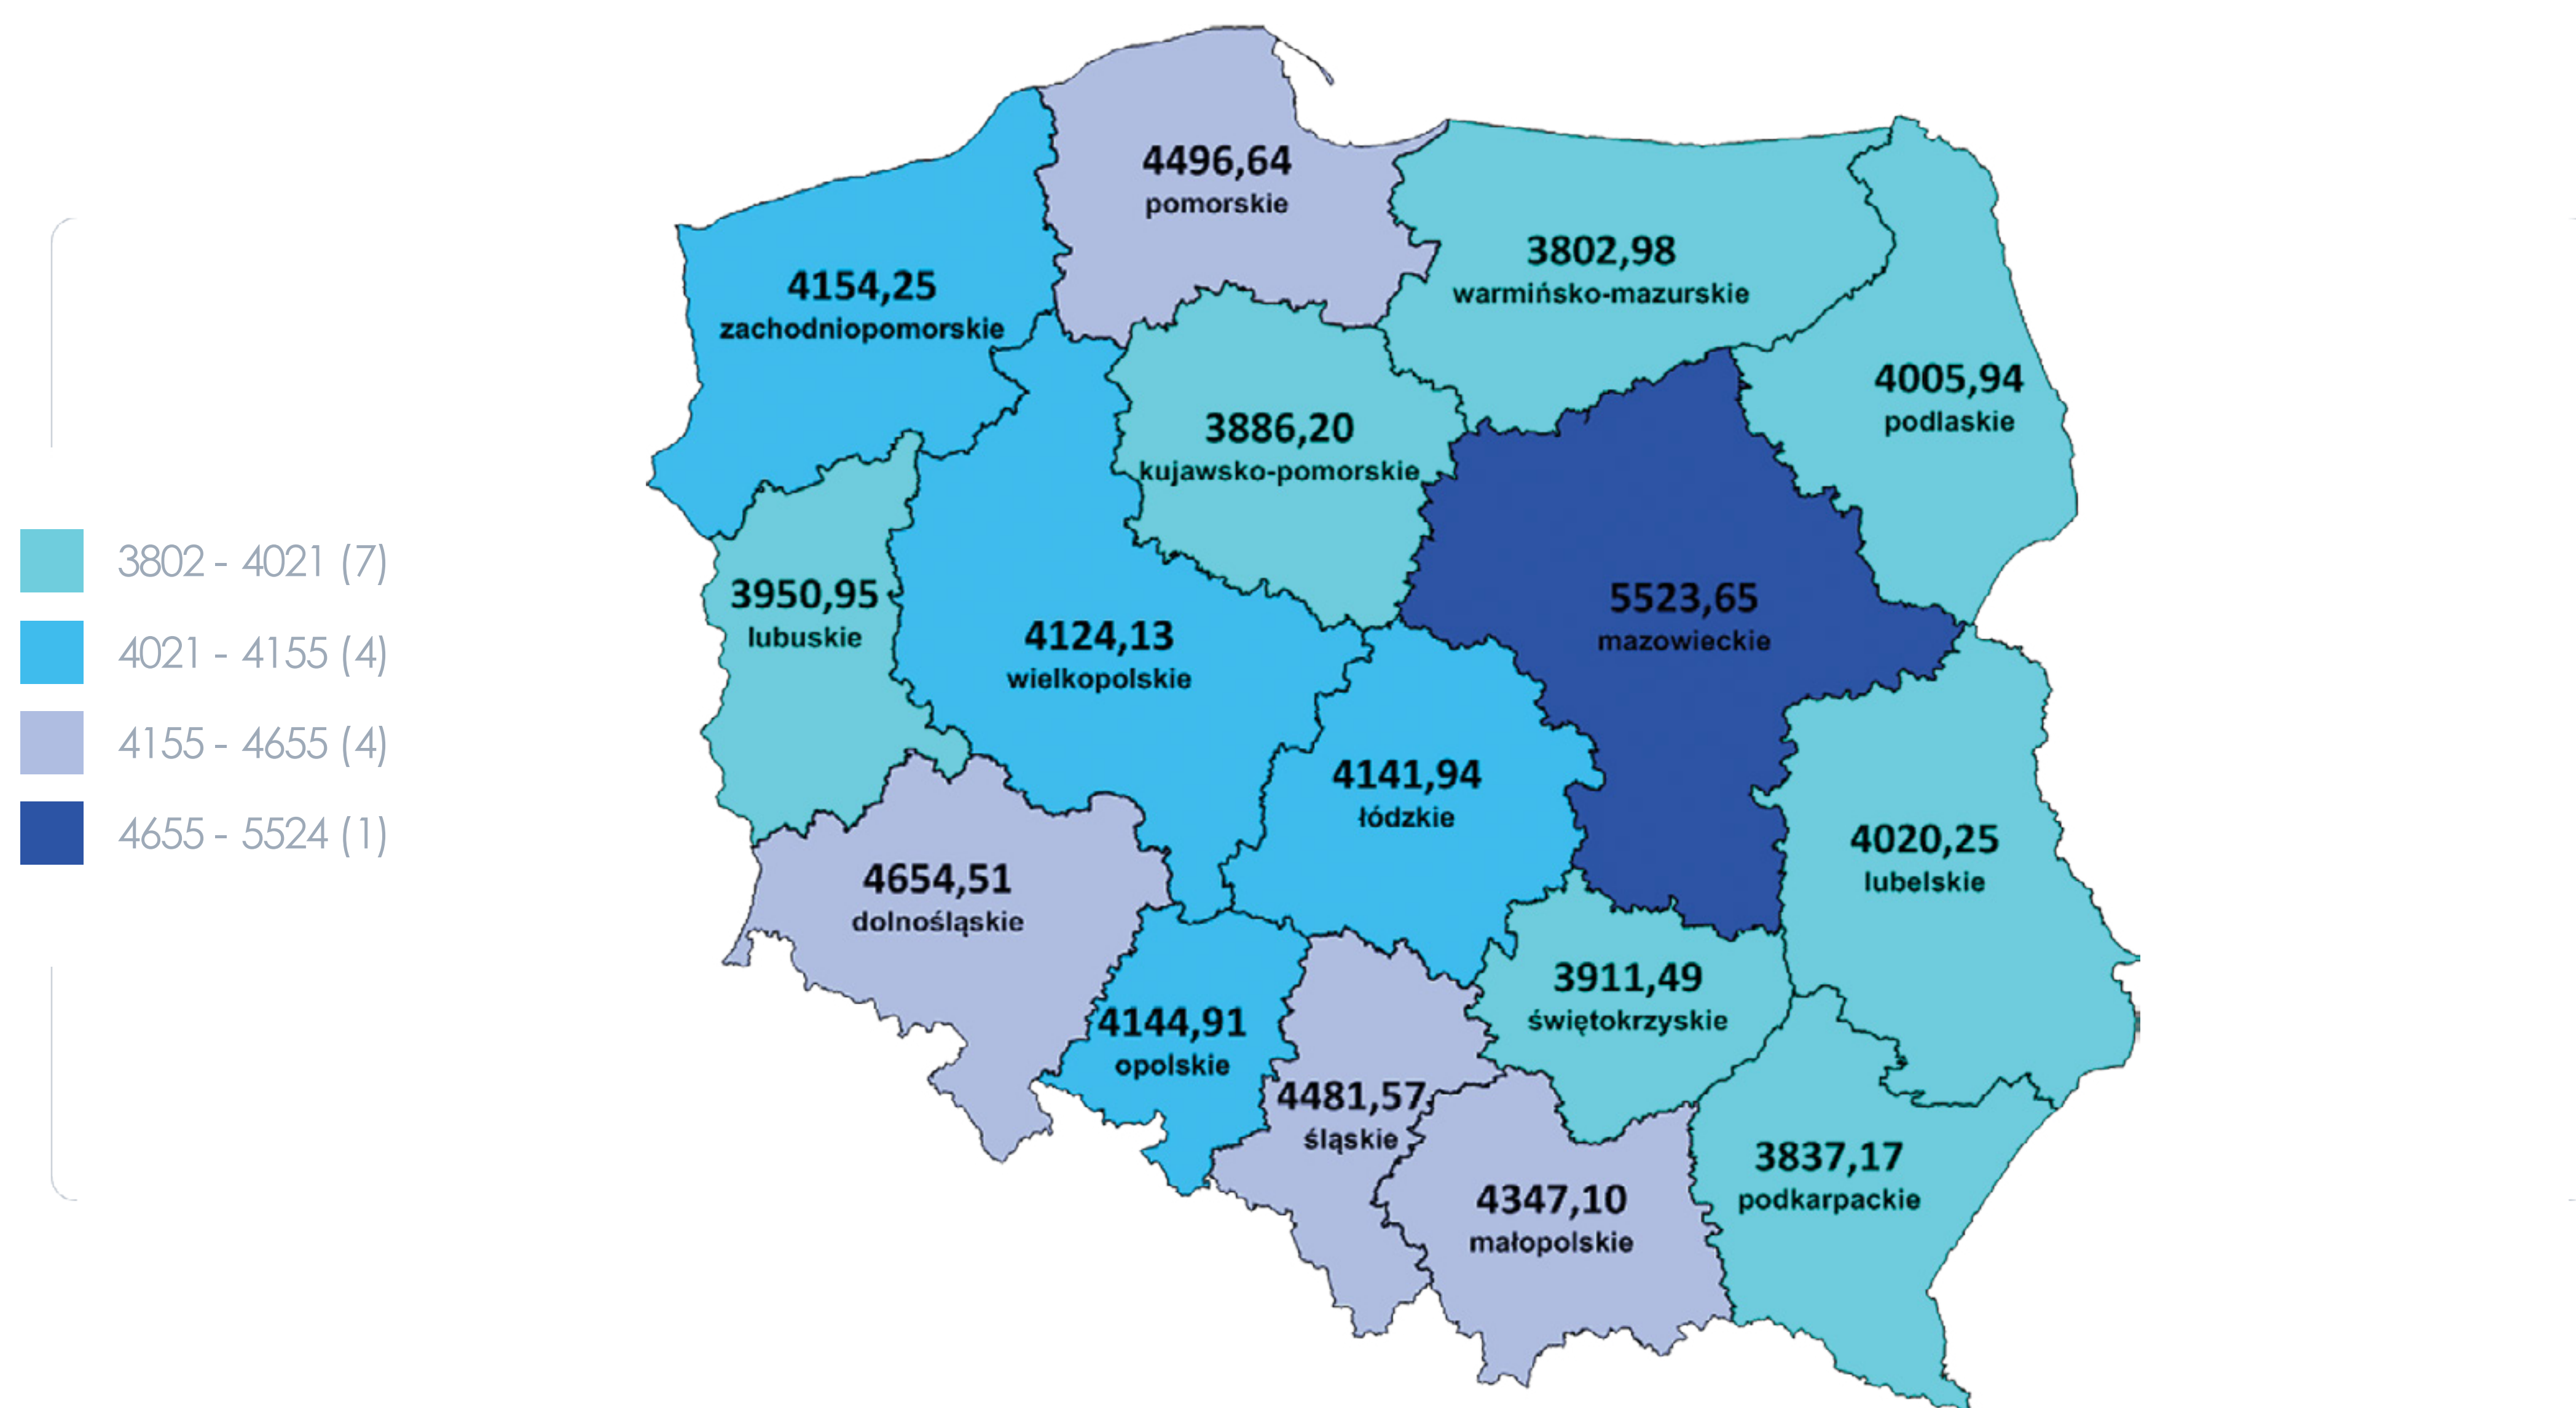 4496,64
pomorskie
3802,98
warmińsko-mazurskie
4154,25
zachodniopomorskie
4005,94
podlaskie
3886,20
kujawsko-pomorskie
3802 - 4021 (7)
4021 - 4155 (4)
4155 - 4655 (4)
4655 - 5524 (1)
3950,95
lubuskie
4124,13
wielkopolskie
5523,65
mazowieckie
4141,94
łódzkie
4020,25
lubelskie
4654,51
dolnośląskie
3911,49
świętokrzyskie
4144,91
opolskie
4481,57
śląskie
3837,17
podkarpackie
4347,10
małopolskie